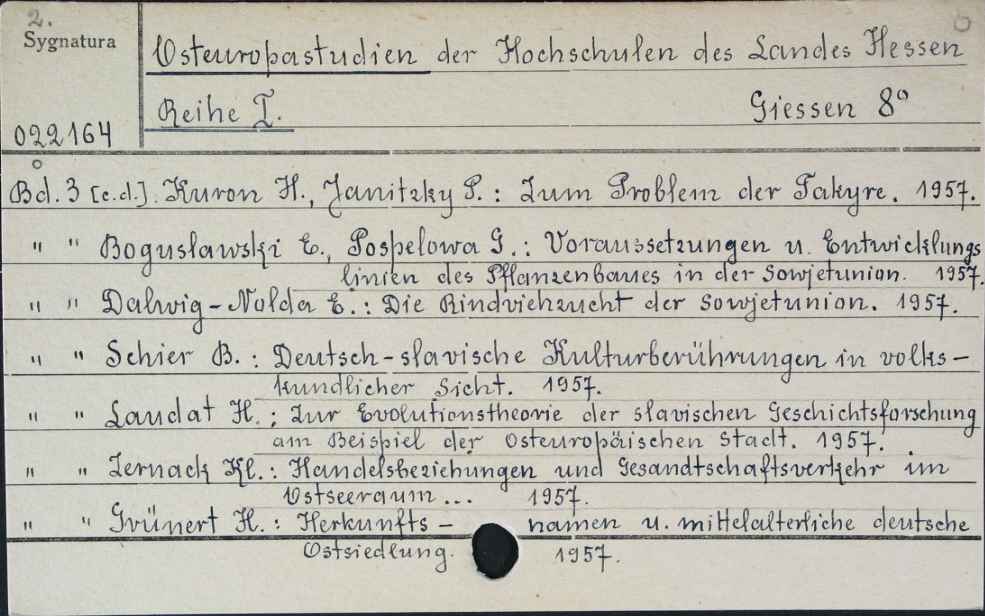 2.
Sygnatura
Osteuropastudien der Hochschulen des Landes Hessen
Reihe I.
Giessen 8°
022164
Bd. 3 [c.d.]. Kuron H., Janitzky P. : Zum Problem der Takyre. 1957.
" " Bogusławski E., Pospelowa G. : Voraussetzungen u. Entwicklungs
linien des Pflanzenbaues in der Sowjetunion. 1957.
" " Dalwig-Nolda E. : Die Rindviehzucht der Sowjetunion. 1957.
" " Schier B. : Deutsch-slavische Kulturberührungen in volks-
kundlicher Sicht. 1957.
" " Laudat H. : Zur Evolutionstheorie der slavischen Geschichtsforschung
am Beispiel der Osteuropäischen Stadt. 1957.
" " Zernack Kl. : Handelsbeziehungen und Gesandtschaftsverkehr im
Ostseeraum ... 1957.
" " Grünert H. : Herkunfts- namen u. mittelalterliche deutsche
Ostsiedlung. 1957.